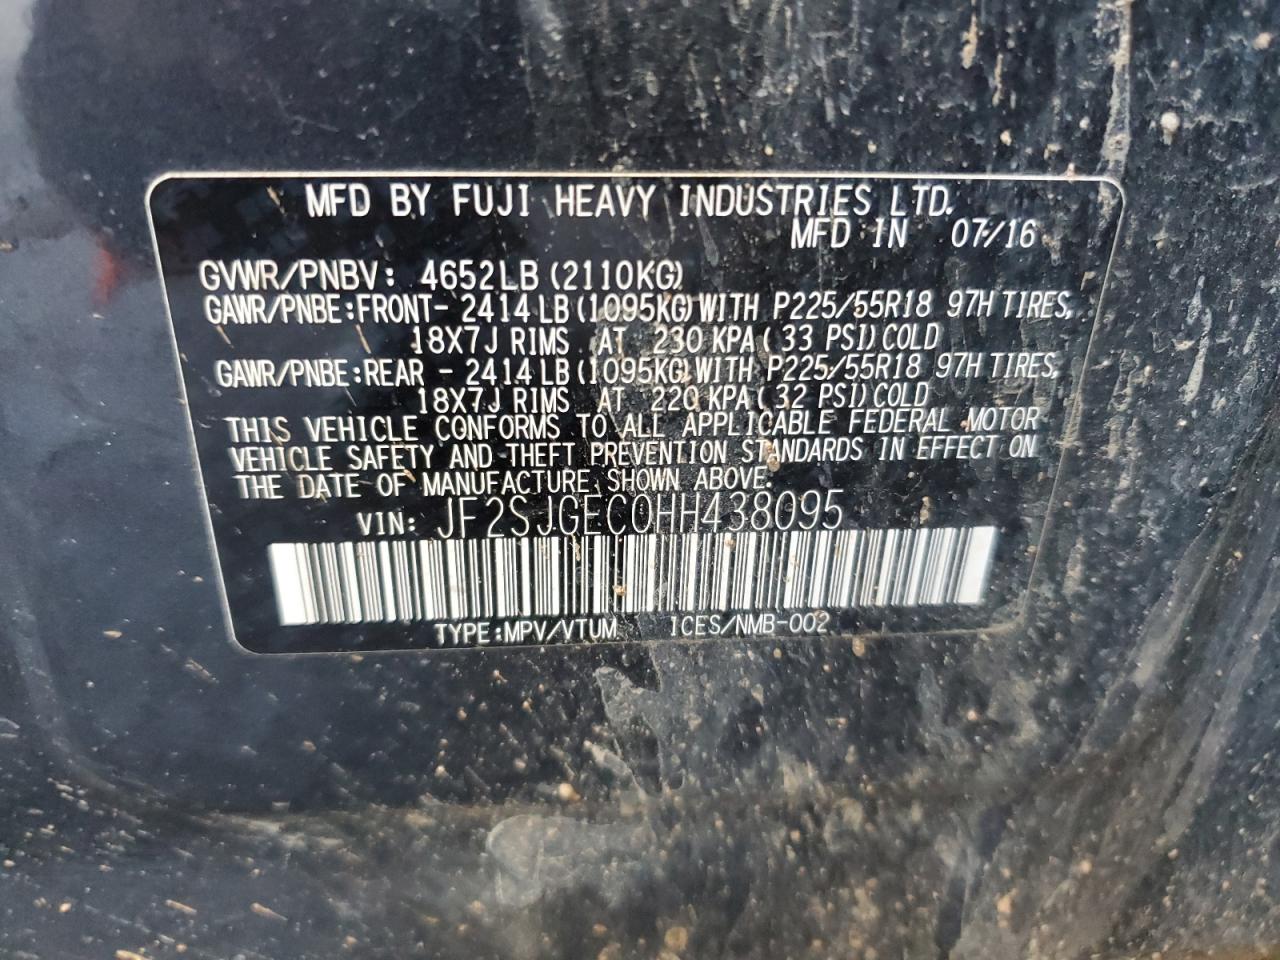 MFD BY FUJI HEAVY INDUSTRIES LTD.
MFD IN 07/16
GVWR/PNBV: 4652LB (2110KG)
GAWR/PNBE:FRONT- 2414 LB (1095KG) WITH P225/55R18 97H TIRES,
18X7J RIMS AT 230 KPA ( 33 PSI) COLD
GAWR/PNBE:REAR - 2414 LB (1095KG) WITH P225/55R18 97H TIRES,
18X7J RIMS AT 220 KPA ( 32 PSI) COLD
THIS VEHICLE CONFORMS TO ALL APPLICABLE FEDERAL MOTOR
VEHICLE SAFETY AND THEFT PREVENTION STANDARDS IN EFFECT ON
THE DATE OF MANUFACTURE SHOWN ABOVE.
VIN: JF2SJGEC0HH438095
TYPE:MPV/VTUM ICES/NMB-002